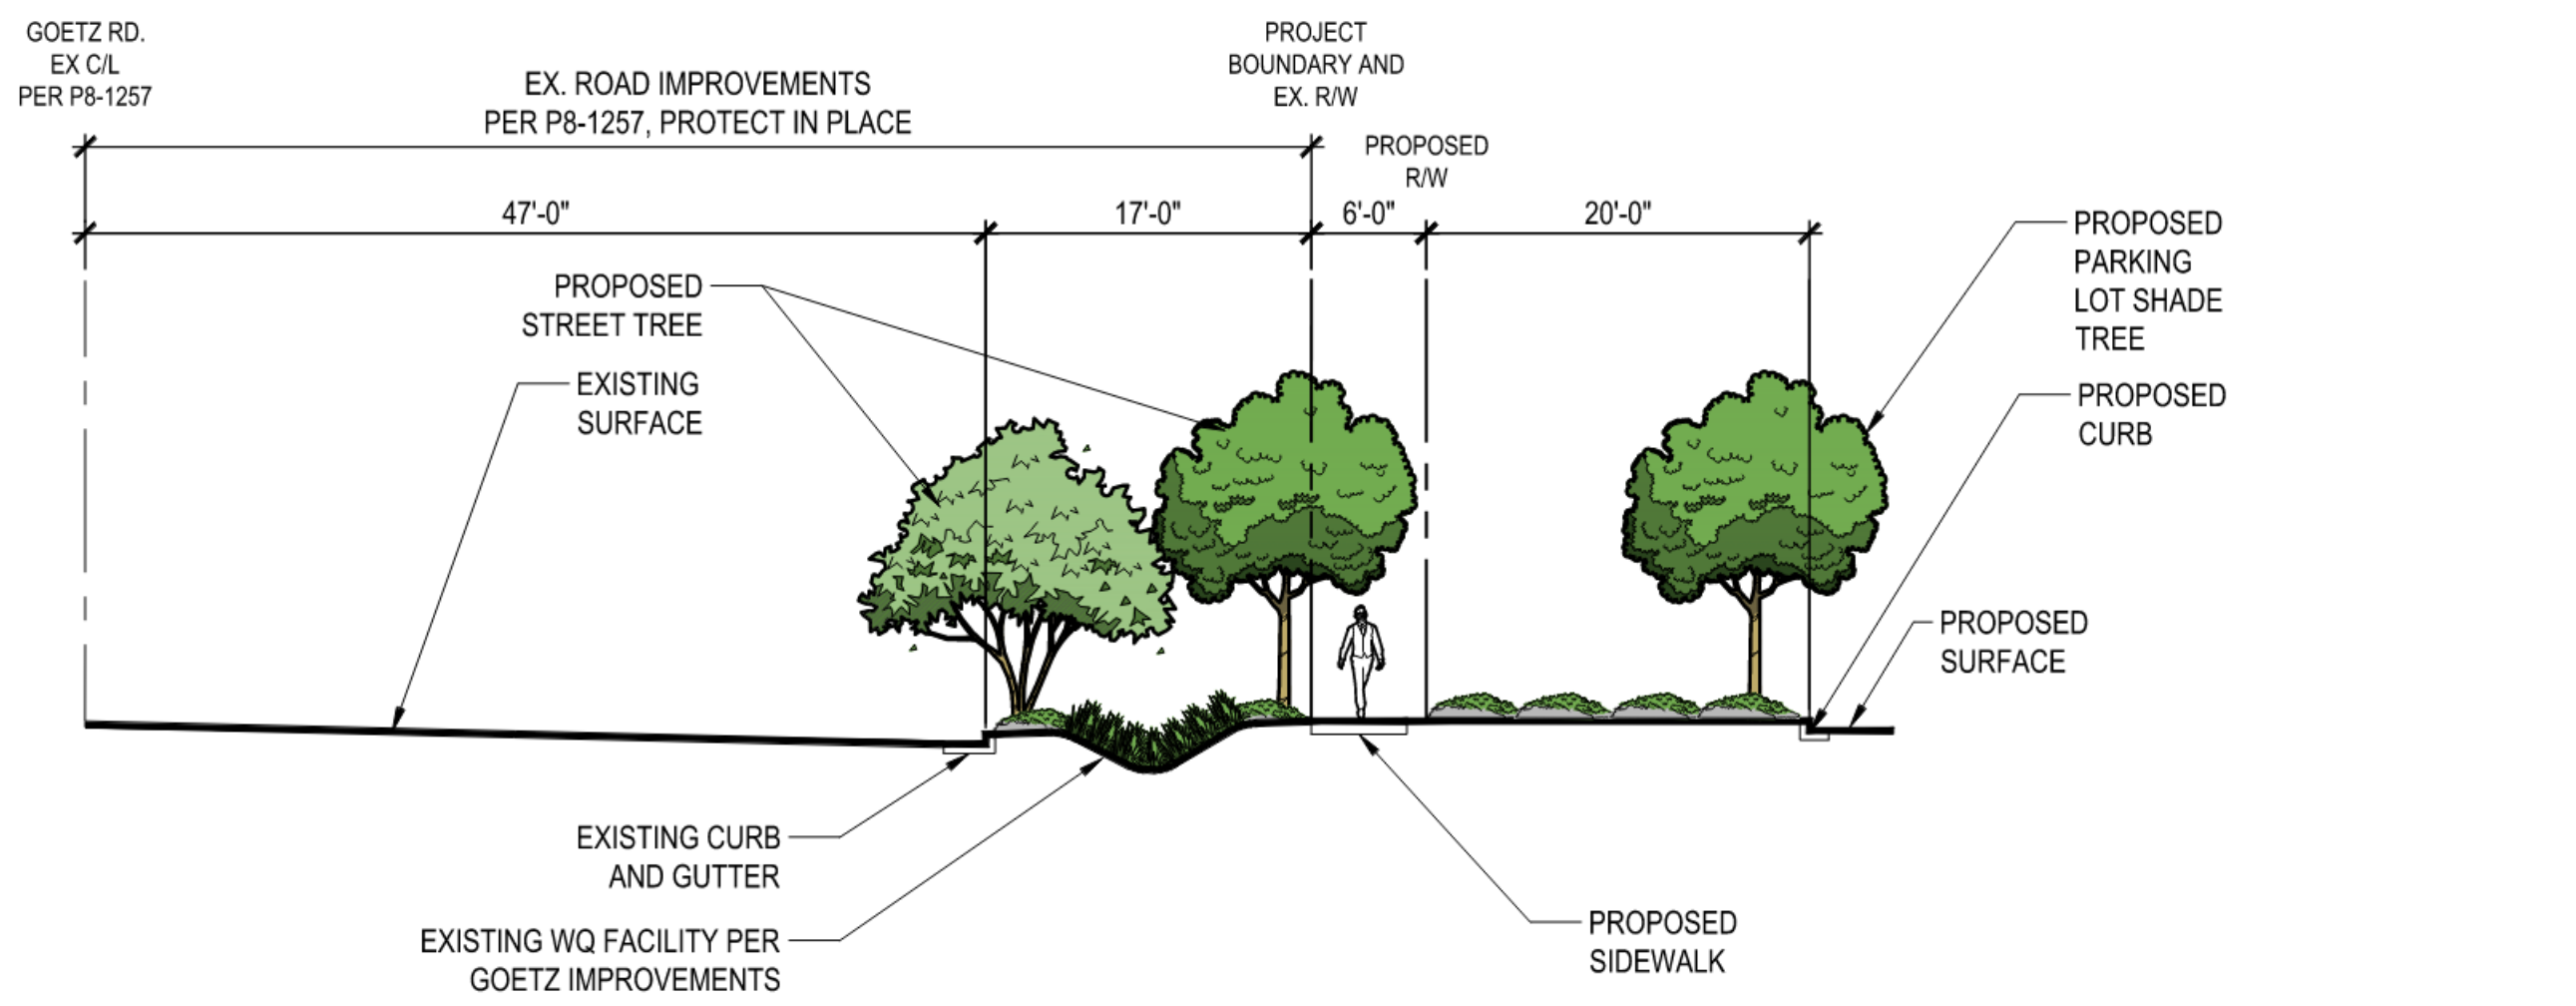 GOETZ RD.
EX C/L
PER P8-1257
EX. ROAD IMPROVEMENTS
PER P8-1257, PROTECT IN PLACE
PROJECT
BOUNDARY AND
EX. R/W
PROPOSED
R/W
47'-0"
17'-0"
6'-0"
20'-0"
PROPOSED
STREET TREE
EXISTING
SURFACE
PROPOSED
PARKING
LOT SHADE
TREE
PROPOSED
CURB
PROPOSED
SURFACE
EXISTING CURB
AND GUTTER
EXISTING WQ FACILITY PER
GOETZ IMPROVEMENTS
PROPOSED
SIDEWALK